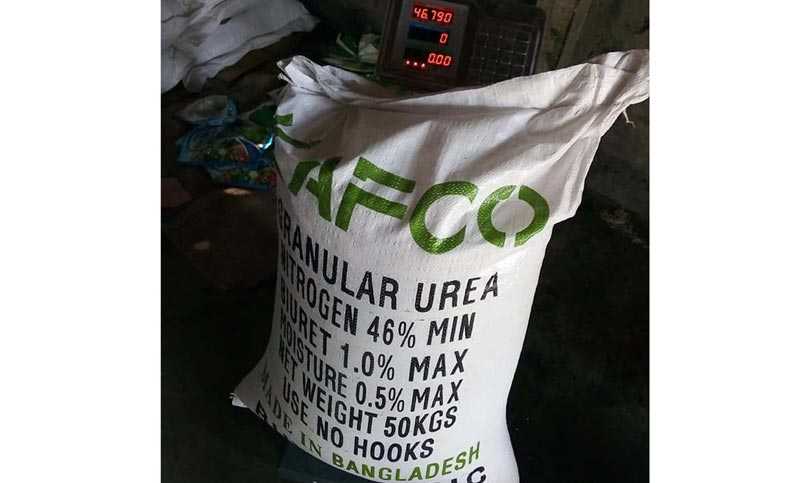 46.790
0
0.00
AFCO
GRANULAR UREA
NITROGEN 46% MIN
BIURET 1.0% MAX
MOISTURE 0.5% MAX
NET WEIGHT 50KGS
USE NO HOOKS
MADE IN BANGLADESH